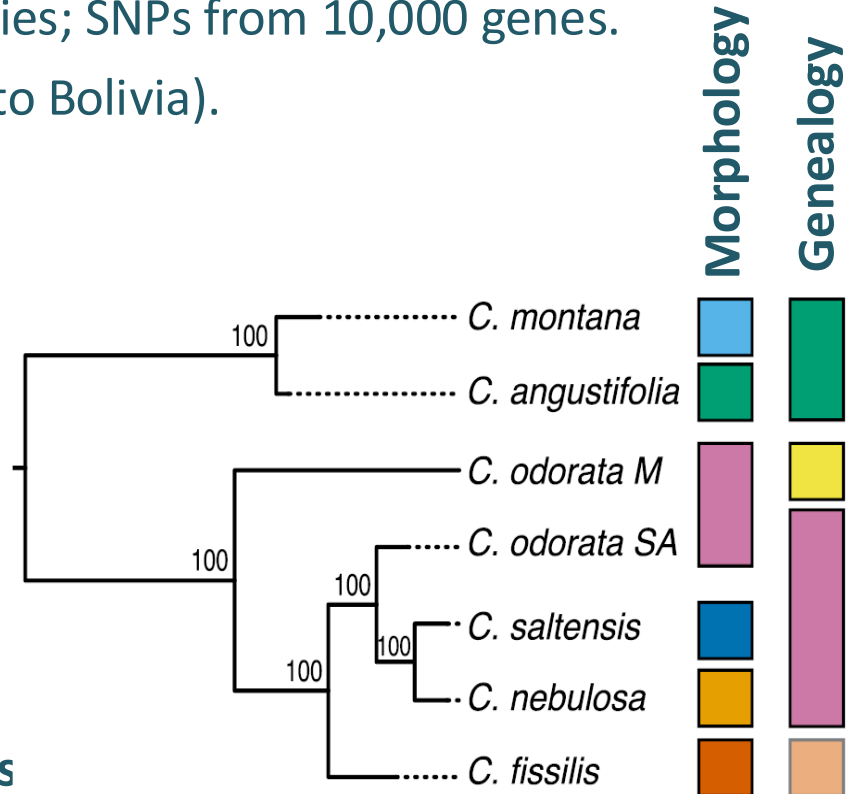 ies; SNPs from 10,000 genes.
to Bolivia).
Morphology
Genealogy
100
C. montana
C. angustifolia
C. odorata M
100
C. odorata SA
100
C. saltensis
100
C. nebulosa
100
C. fissilis
s